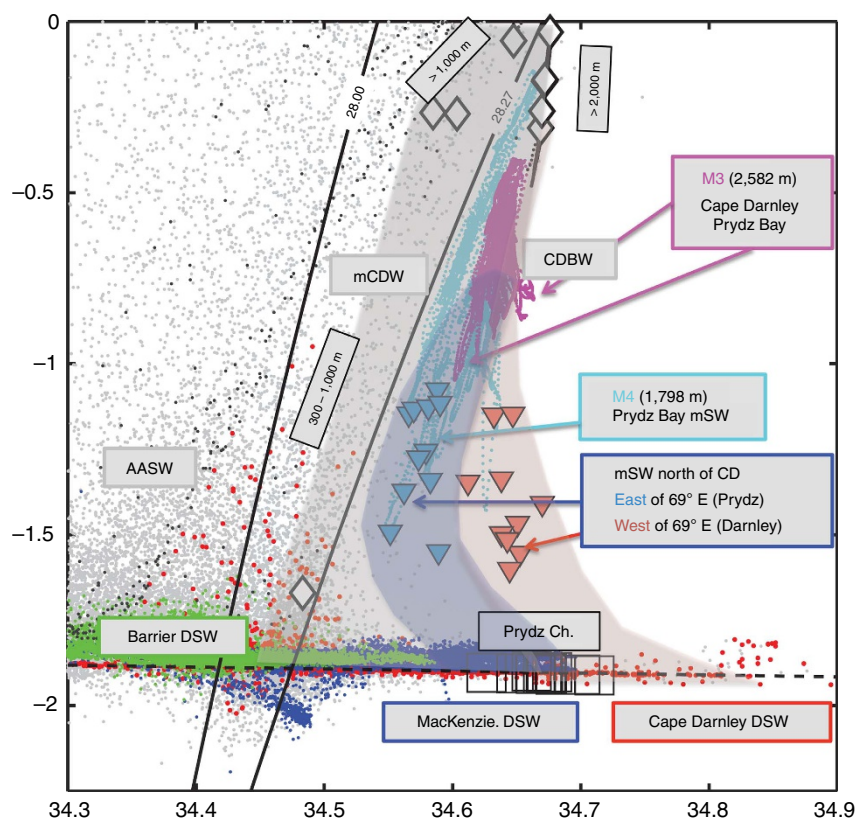 0
> 1,000 m
> 2,000 m
28.00
28.27
−0.5
M3 (2,582 m)
Cape Darnley
Prydz Bay
mCDW
CDBW
−1
300 – 1,000 m
M4 (1,798 m)
Prydz Bay mSW
AASW
mSW north of CD
East of 69° E (Prydz)
West of 69° E (Darnley)
−1.5
Barrier DSW
Prydz Ch.
−2
MacKenzie. DSW
Cape Darnley DSW
34.3
34.4
34.5
34.6
34.7
34.8
34.9